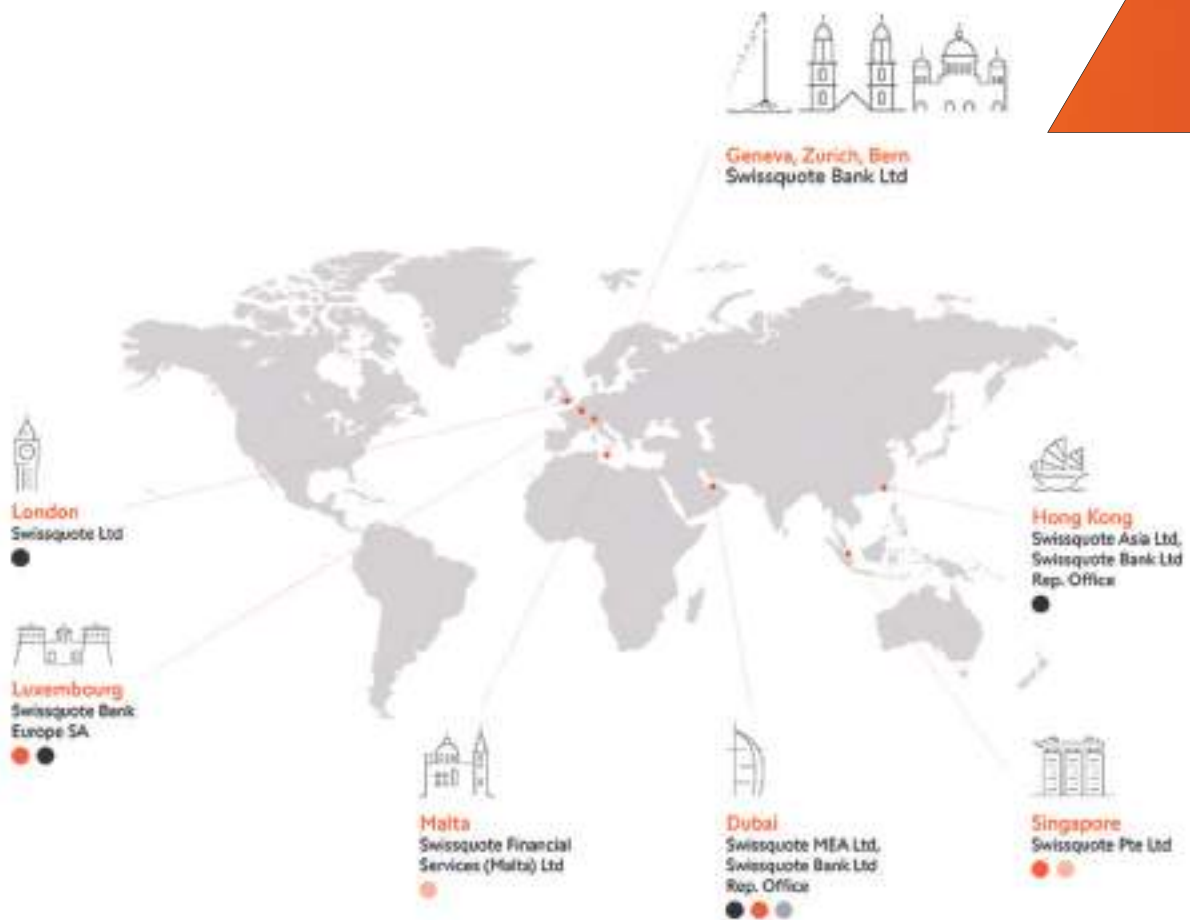 Geneva, Zurich, Bern
Swissquote Bank Ltd
London
Swissquote Ltd
Hong Kong
Swissquote Asia Ltd,
Swissquote Bank Ltd
Rep. Office
Luxembourg
Swissquote Bank
Europe SA
Malta
Swissquote Financial
Services (Malta) Ltd
Dubai
Swissquote MEA Ltd,
Swissquote Bank Ltd
Rep. Office
Singapore
Swissquote Pte Ltd